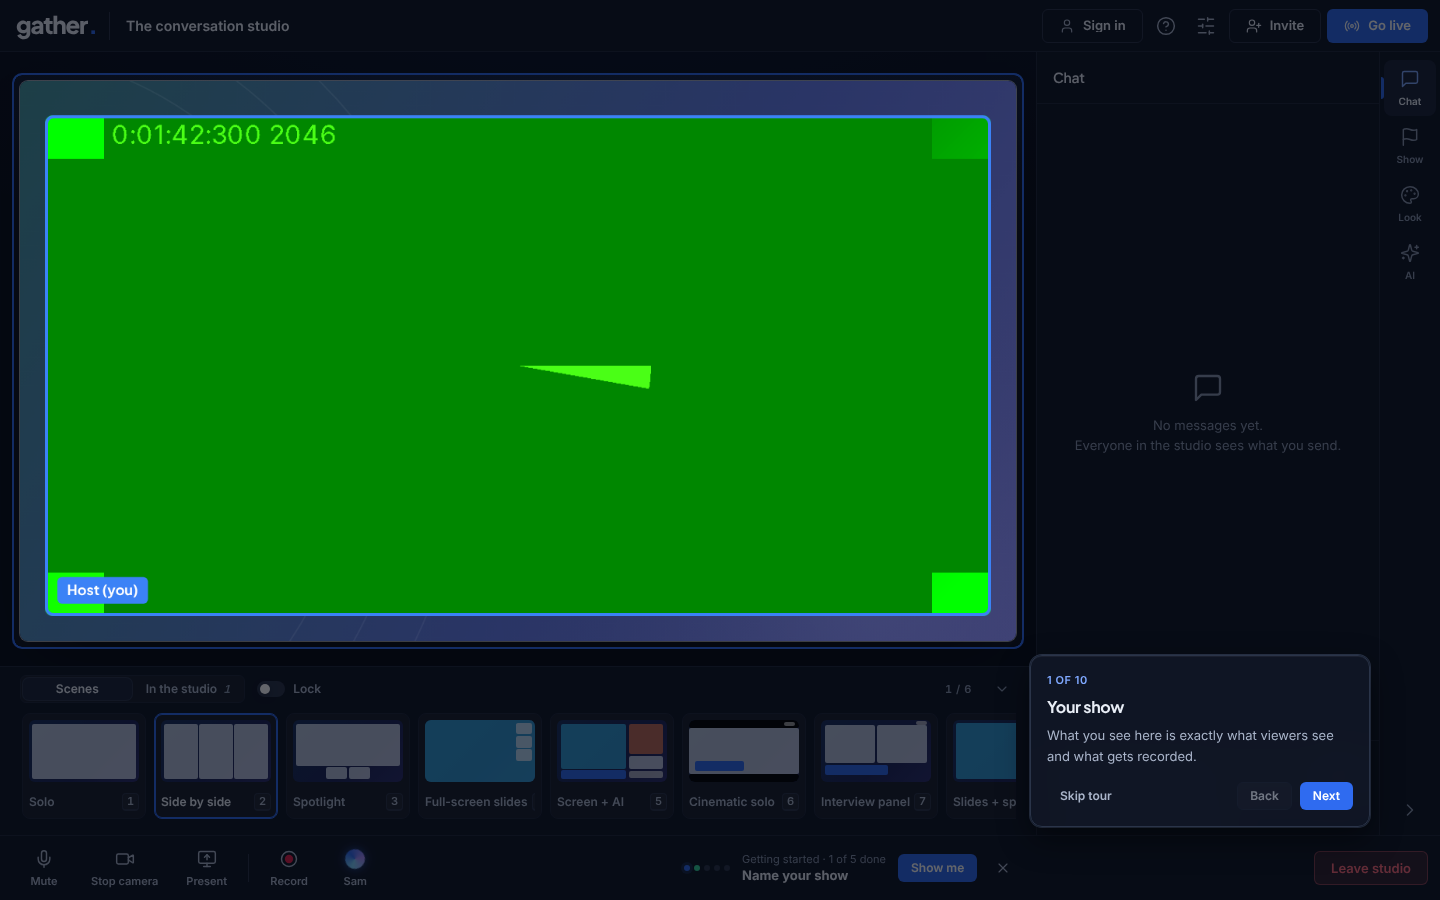 gather.
The conversation studio
Sign in
Invite
Go live
0:01:42:300 2046
Host (you)
Chat
No messages yet.
Everyone in the studio sees what you send.
Chat
Show
Look
AI
Scenes
In the studio 1
Lock
1 / 6
Solo 1
Side by side 2
Spotlight 3
Full-screen slides
Screen + AI 5
Cinematic solo 6
Interview panel 7
Slides + sp
1 OF 10
Your show
What you see here is exactly what viewers see
and what gets recorded.
Skip tour
Back
Next
Mute
Stop camera
Present
Record
Sam
Getting started · 1 of 5 done
Name your show
Show me
Leave studio